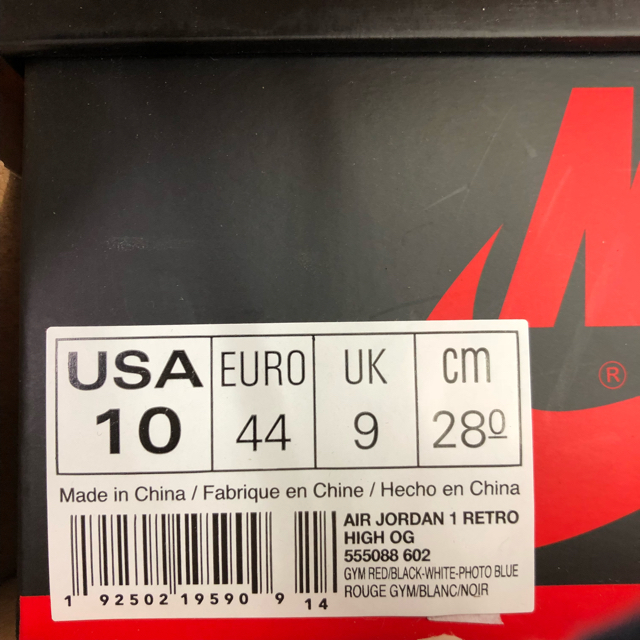 USA EURO UK cm
10 44 9 28⁰
Made in China / Fabrique en Chine / Hecho en China
AIR JORDAN 1 RETRO
HIGH OG
555088 602
GYM RED/BLACK-WHITE-PHOTO BLUE
ROUGE GYM/BLANC/NOIR
1 92502 19590 9 14
®